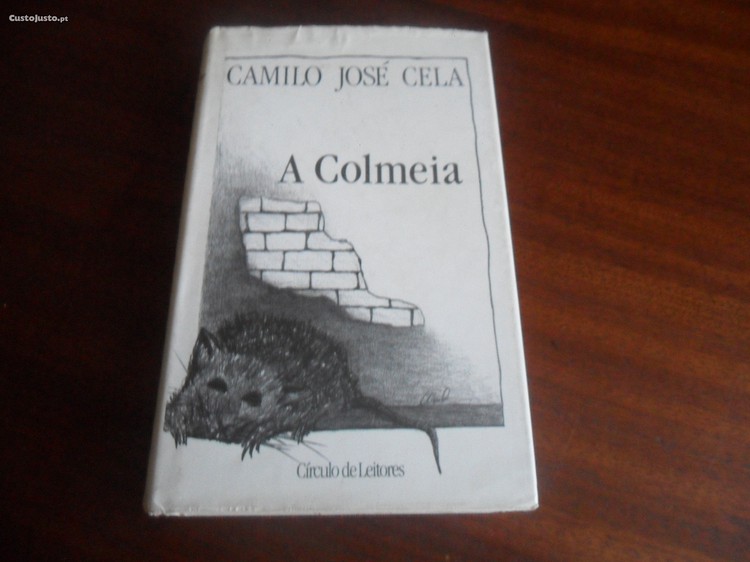 CustoJusto.pt
CAMILO JOSÉ CELA
A Colmeia
Círculo de Leitores